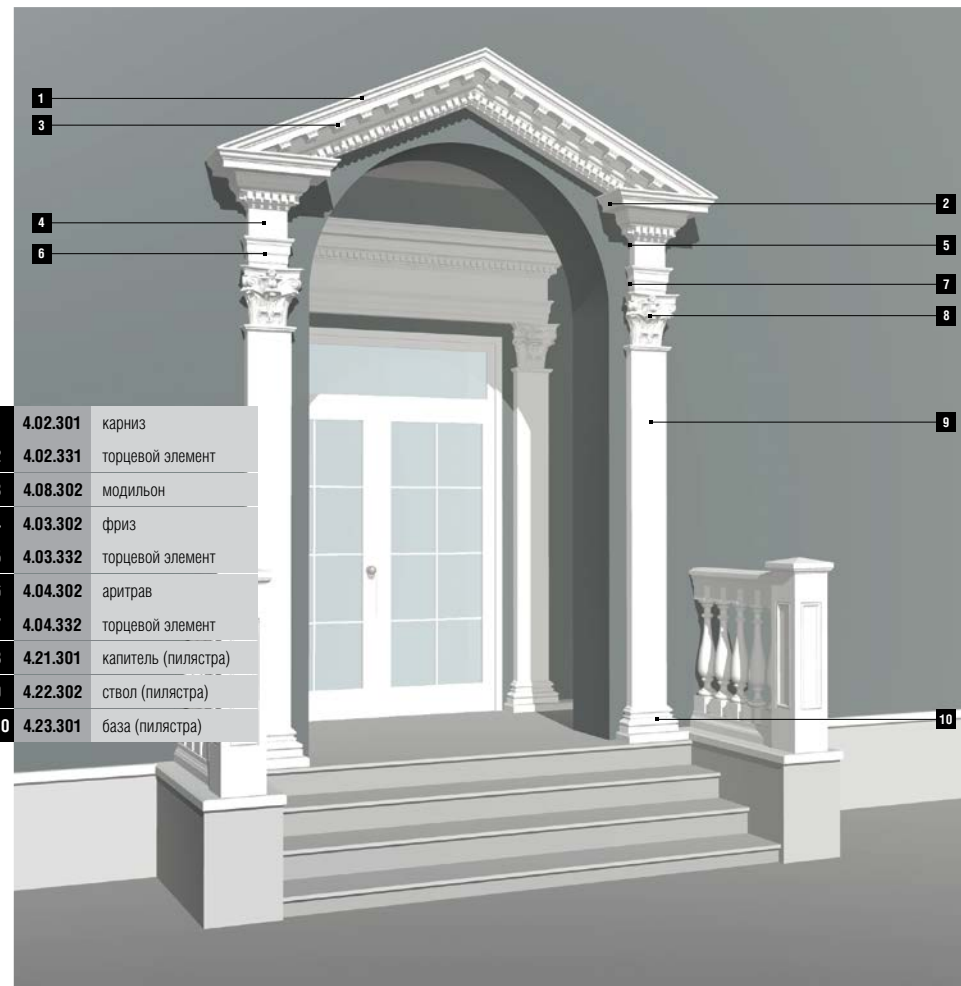 1
3
2
4
5
6
7
8
9
4.02.301 карниз
4.02.331 торцевой элемент
4.08.302 модильон
4.03.302 фриз
4.03.332 торцевой элемент
4.04.302 аритрав
4.04.332 торцевой элемент
4.21.301 капитель (пилястра)
4.22.302 ствол (пилястра)
0 4.23.301 база (пилястра)
10